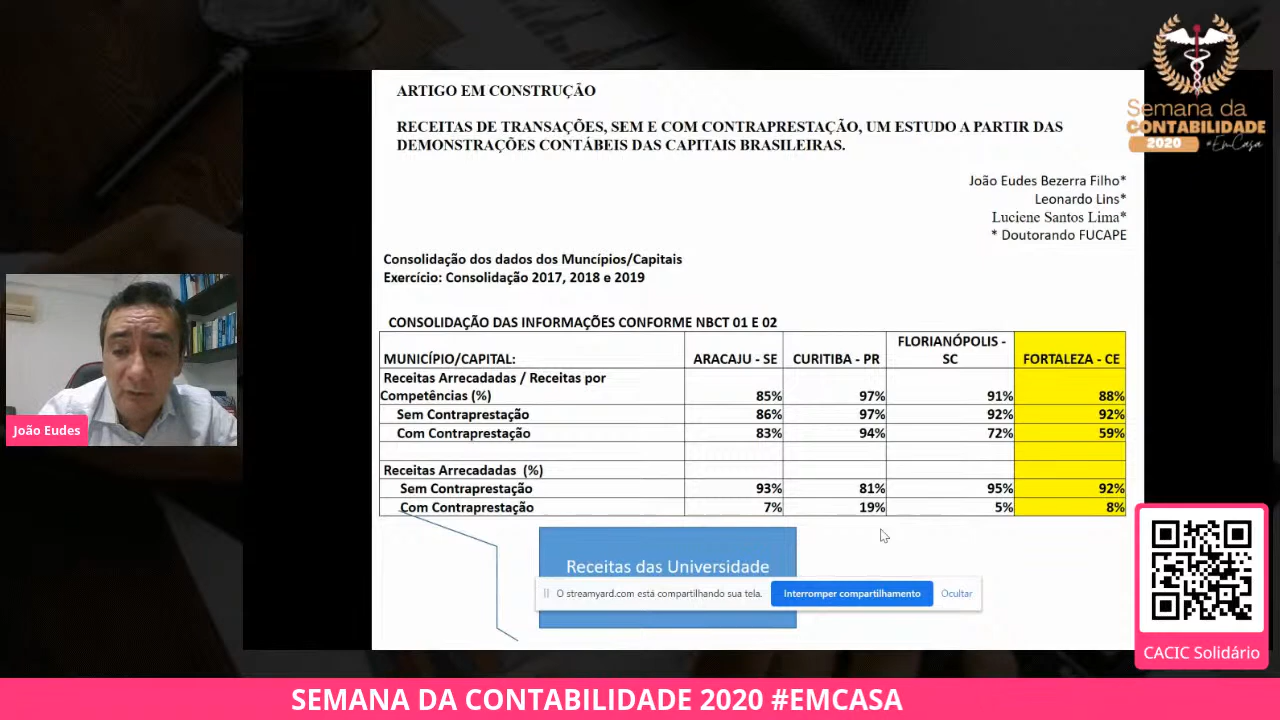 Semana da
CONTABILIDADE
2020 #EmCasa
ARTIGO EM CONSTRUÇÃO
RECEITAS DE TRANSAÇÕES, SEM E COM CONTRAPRESTAÇÃO, UM ESTUDO A PARTIR DAS
DEMONSTRAÇÕES CONTÁBEIS DAS CAPITAIS BRASILEIRAS.
João Eudes Bezerra Filho*
Leonardo Lins*
Luciene Santos Lima*
* Doutorando FUCAPE
Consolidação dos dados dos Muncípios/Capitais
Exercício: Consolidação 2017, 2018 e 2019
CONSOLIDAÇÃO DAS INFORMAÇÕES CONFORME NBCT 01 E 02
MUNICÍPIO/CAPITAL: ARACAJU - SE CURITIBA - PR FLORIANÓPOLIS - SC FORTALEZA - CE
Receitas Arrecadadas / Receitas por
Competências (%) 85% 97% 91% 88%
Sem Contraprestação 86% 97% 92% 92%
Com Contraprestação 83% 94% 72% 59%
Receitas Arrecadadas (%)
Sem Contraprestação 93% 81% 95% 92%
Com Contraprestação 7% 19% 5% 8%
Receitas das Universidade
O streamyard.com está compartilhando sua tela. Interromper compartilhamento Ocultar
João Eudes
CACIC Solidário
SEMANA DA CONTABILIDADE 2020 #EMCASA